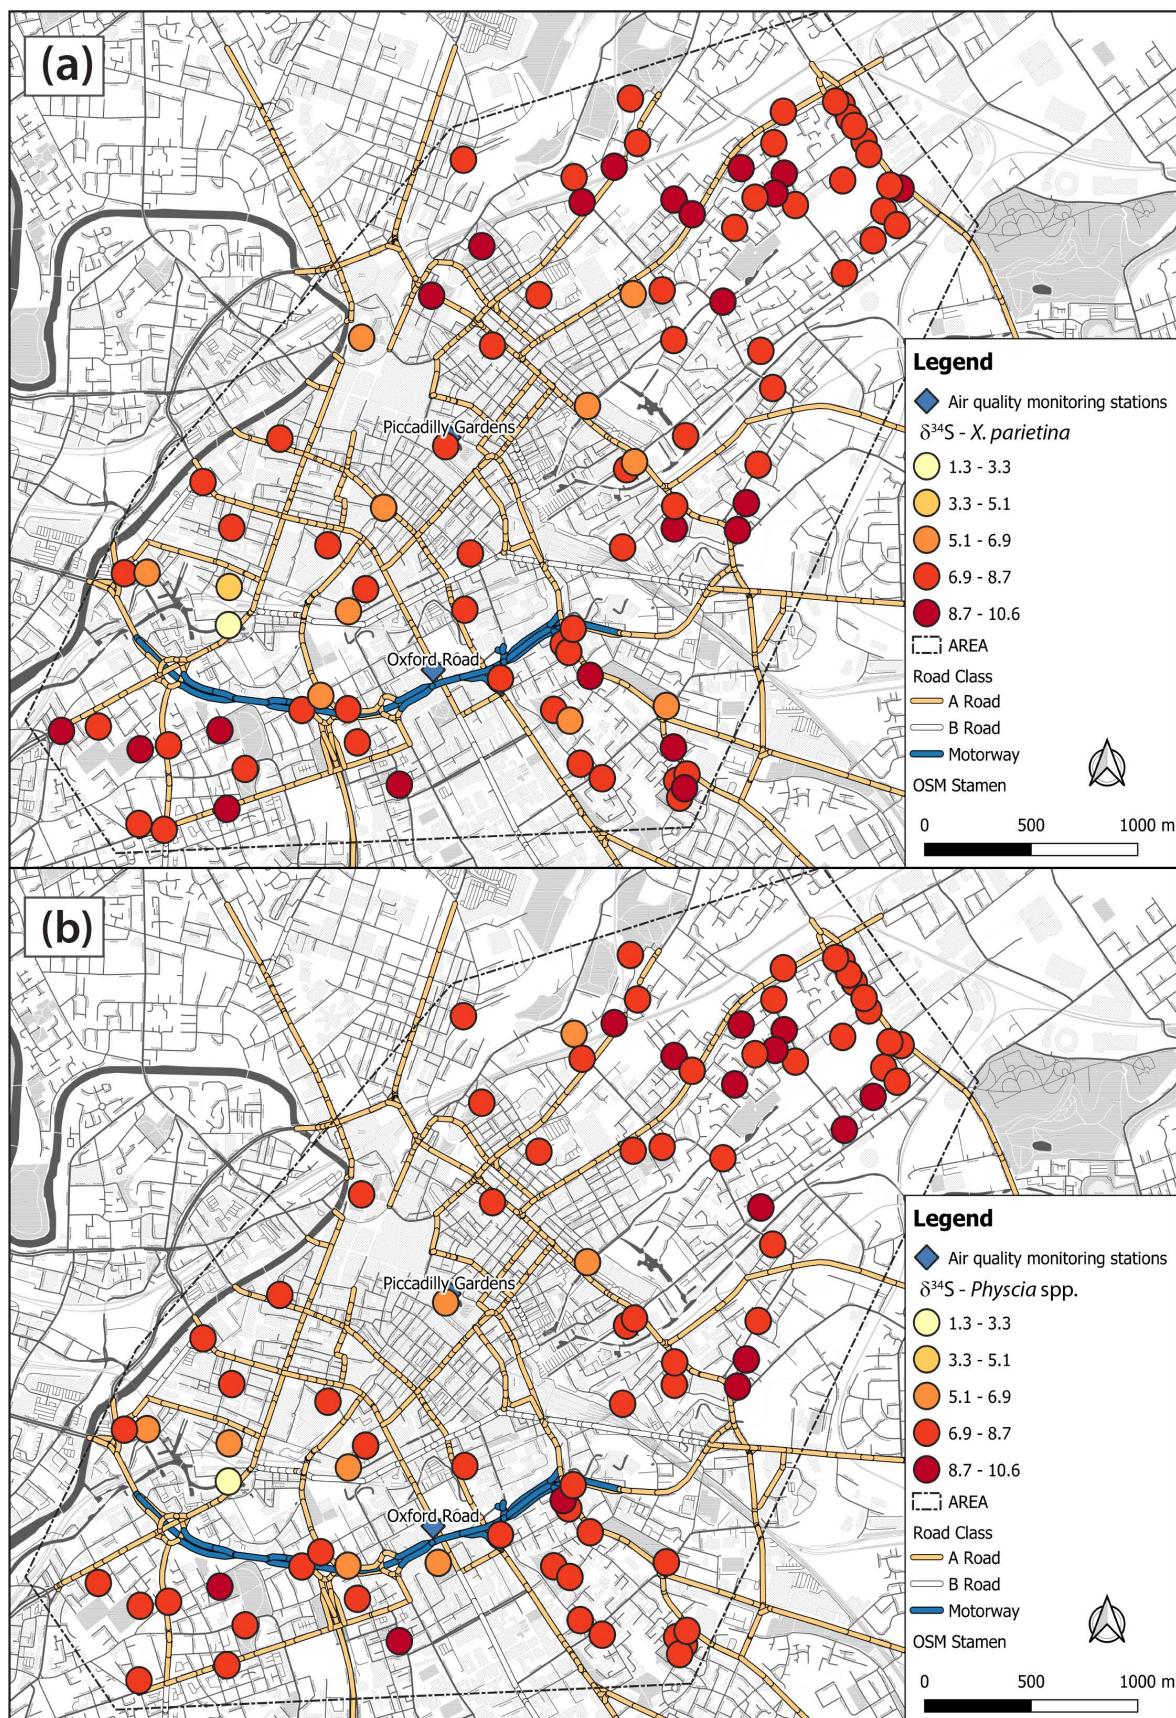 (a)
Piccadilly Gardens
Oxford Road
Legend
Air quality monitoring stations
δ³⁴S - X. parietina
1.3 - 3.3
3.3 - 5.1
5.1 - 6.9
6.9 - 8.7
8.7 - 10.6
AREA
Road Class
A Road
B Road
Motorway
OSM Stamen
0 500 1000 m
(b)
Piccadilly Gardens
Oxford Road
Legend
Air quality monitoring stations
δ³⁴S - Physcia spp.
1.3 - 3.3
3.3 - 5.1
5.1 - 6.9
6.9 - 8.7
8.7 - 10.6
AREA
Road Class
A Road
B Road
Motorway
OSM Stamen
0 500 1000 m